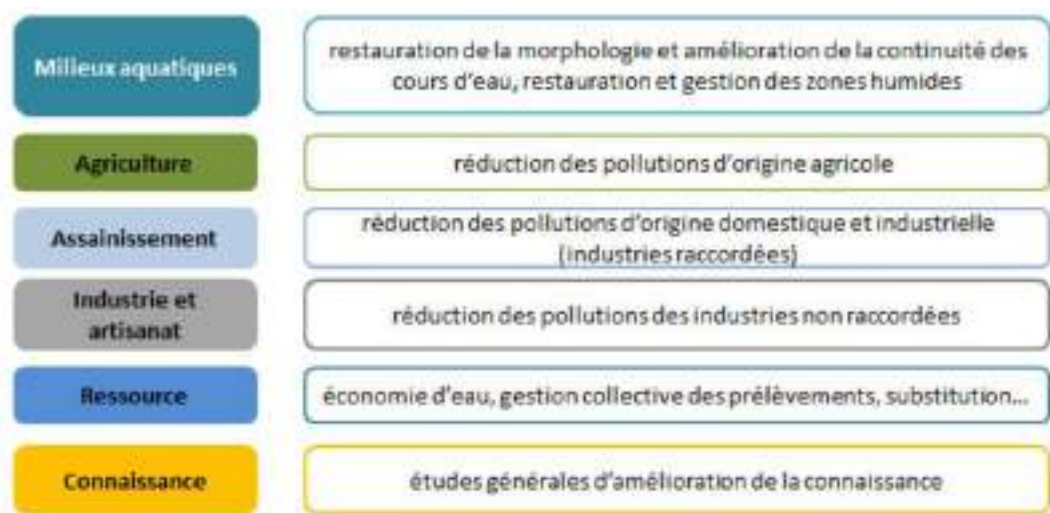 Milieux aquatiques
restauration de la morphologie et amélioration de la continuité des
cours d'eau, restauration et gestion des zones humides
Agriculture
réduction des pollutions d'origine agricole
Assainissement
réduction des pollutions d'origine domestique et industrielle
(industries raccordées)
Industrie et
artisanat
réduction des pollutions des industries non raccordées
Ressource
économie d'eau, gestion collective des prélèvements, substitution...
Connaissance
études générales d'amélioration de la connaissance